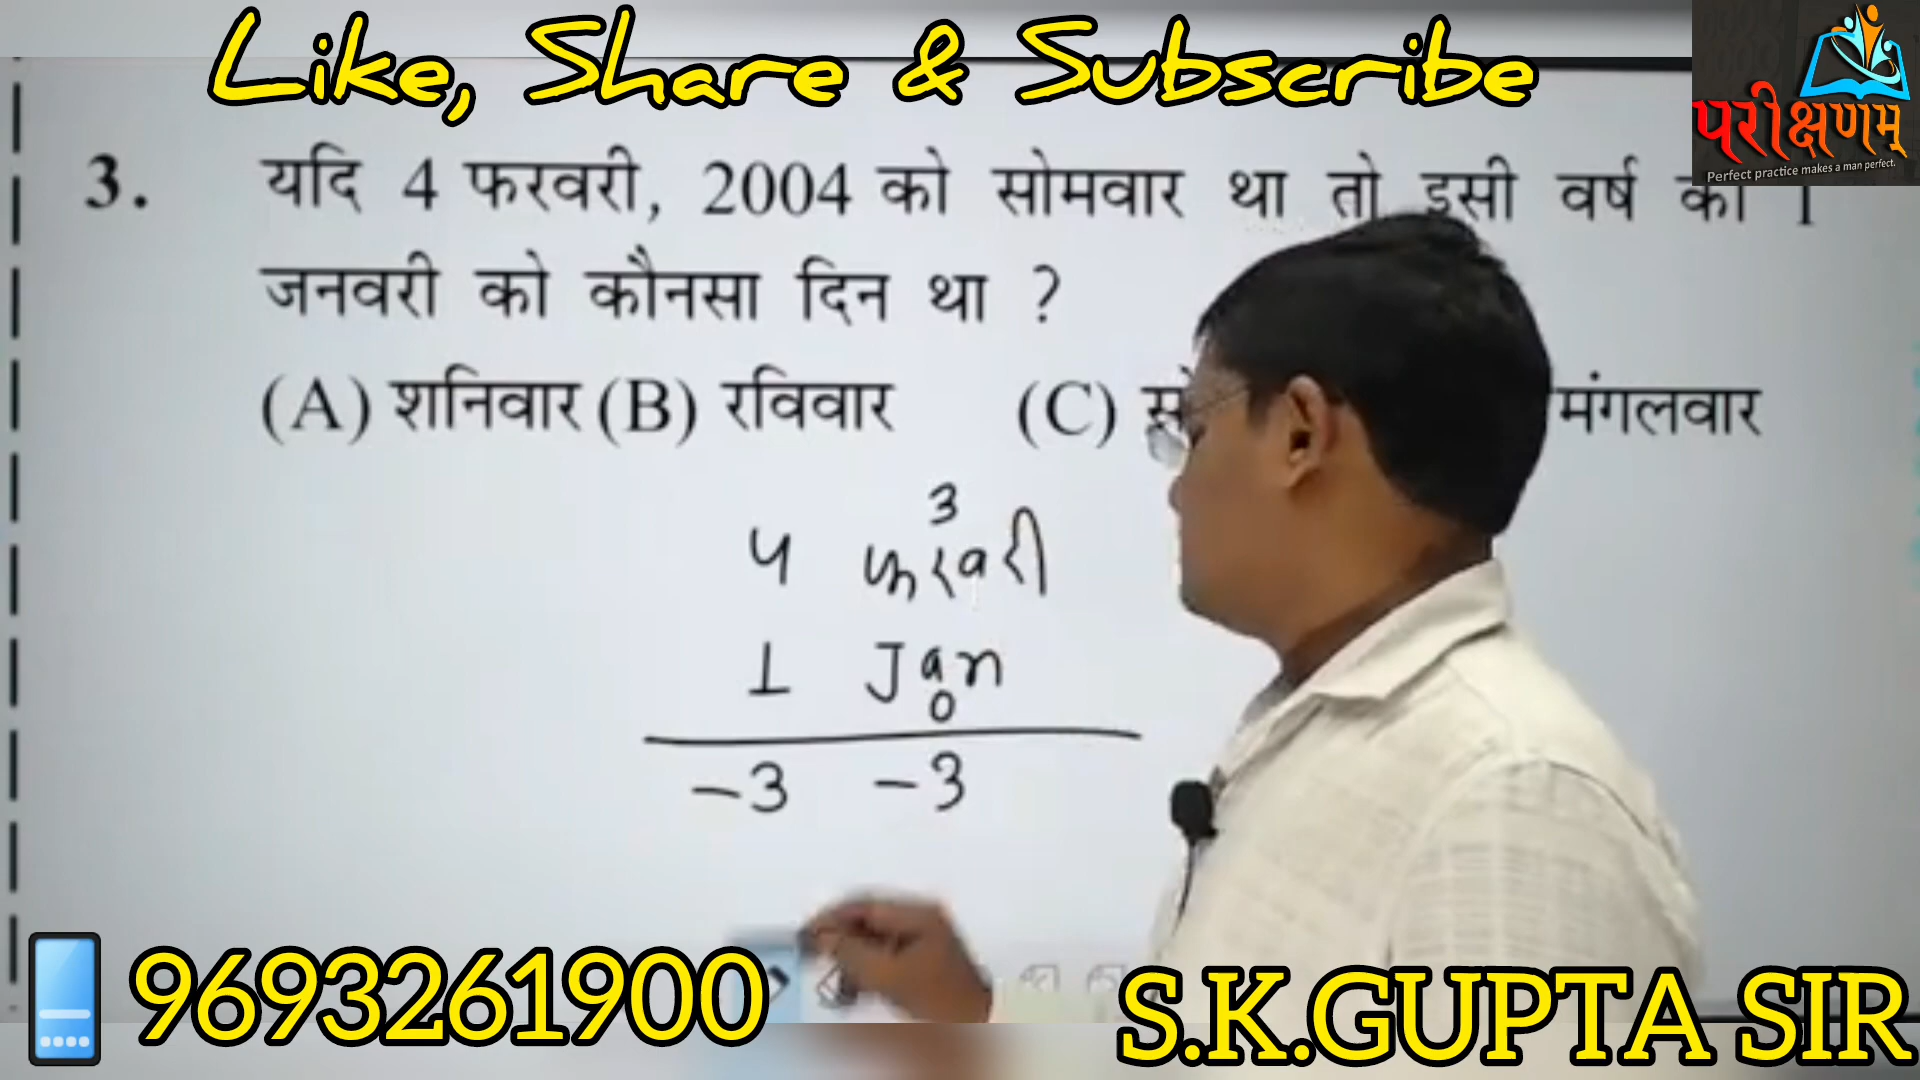 Like, Share & Subscribe
परीक्षणम्
Perfect practice makes a man perfect.
3. यदि 4 फरवरी, 2004 को सोमवार था तो इसी वर्ष की 1
जनवरी को कौनसा दिन था ?
(A) शनिवार (B) रविवार (C) मंगलवार
3
4 फरवरी
1 Jan
0
-3 -3
9693261900
S.K.GUPTA SIR